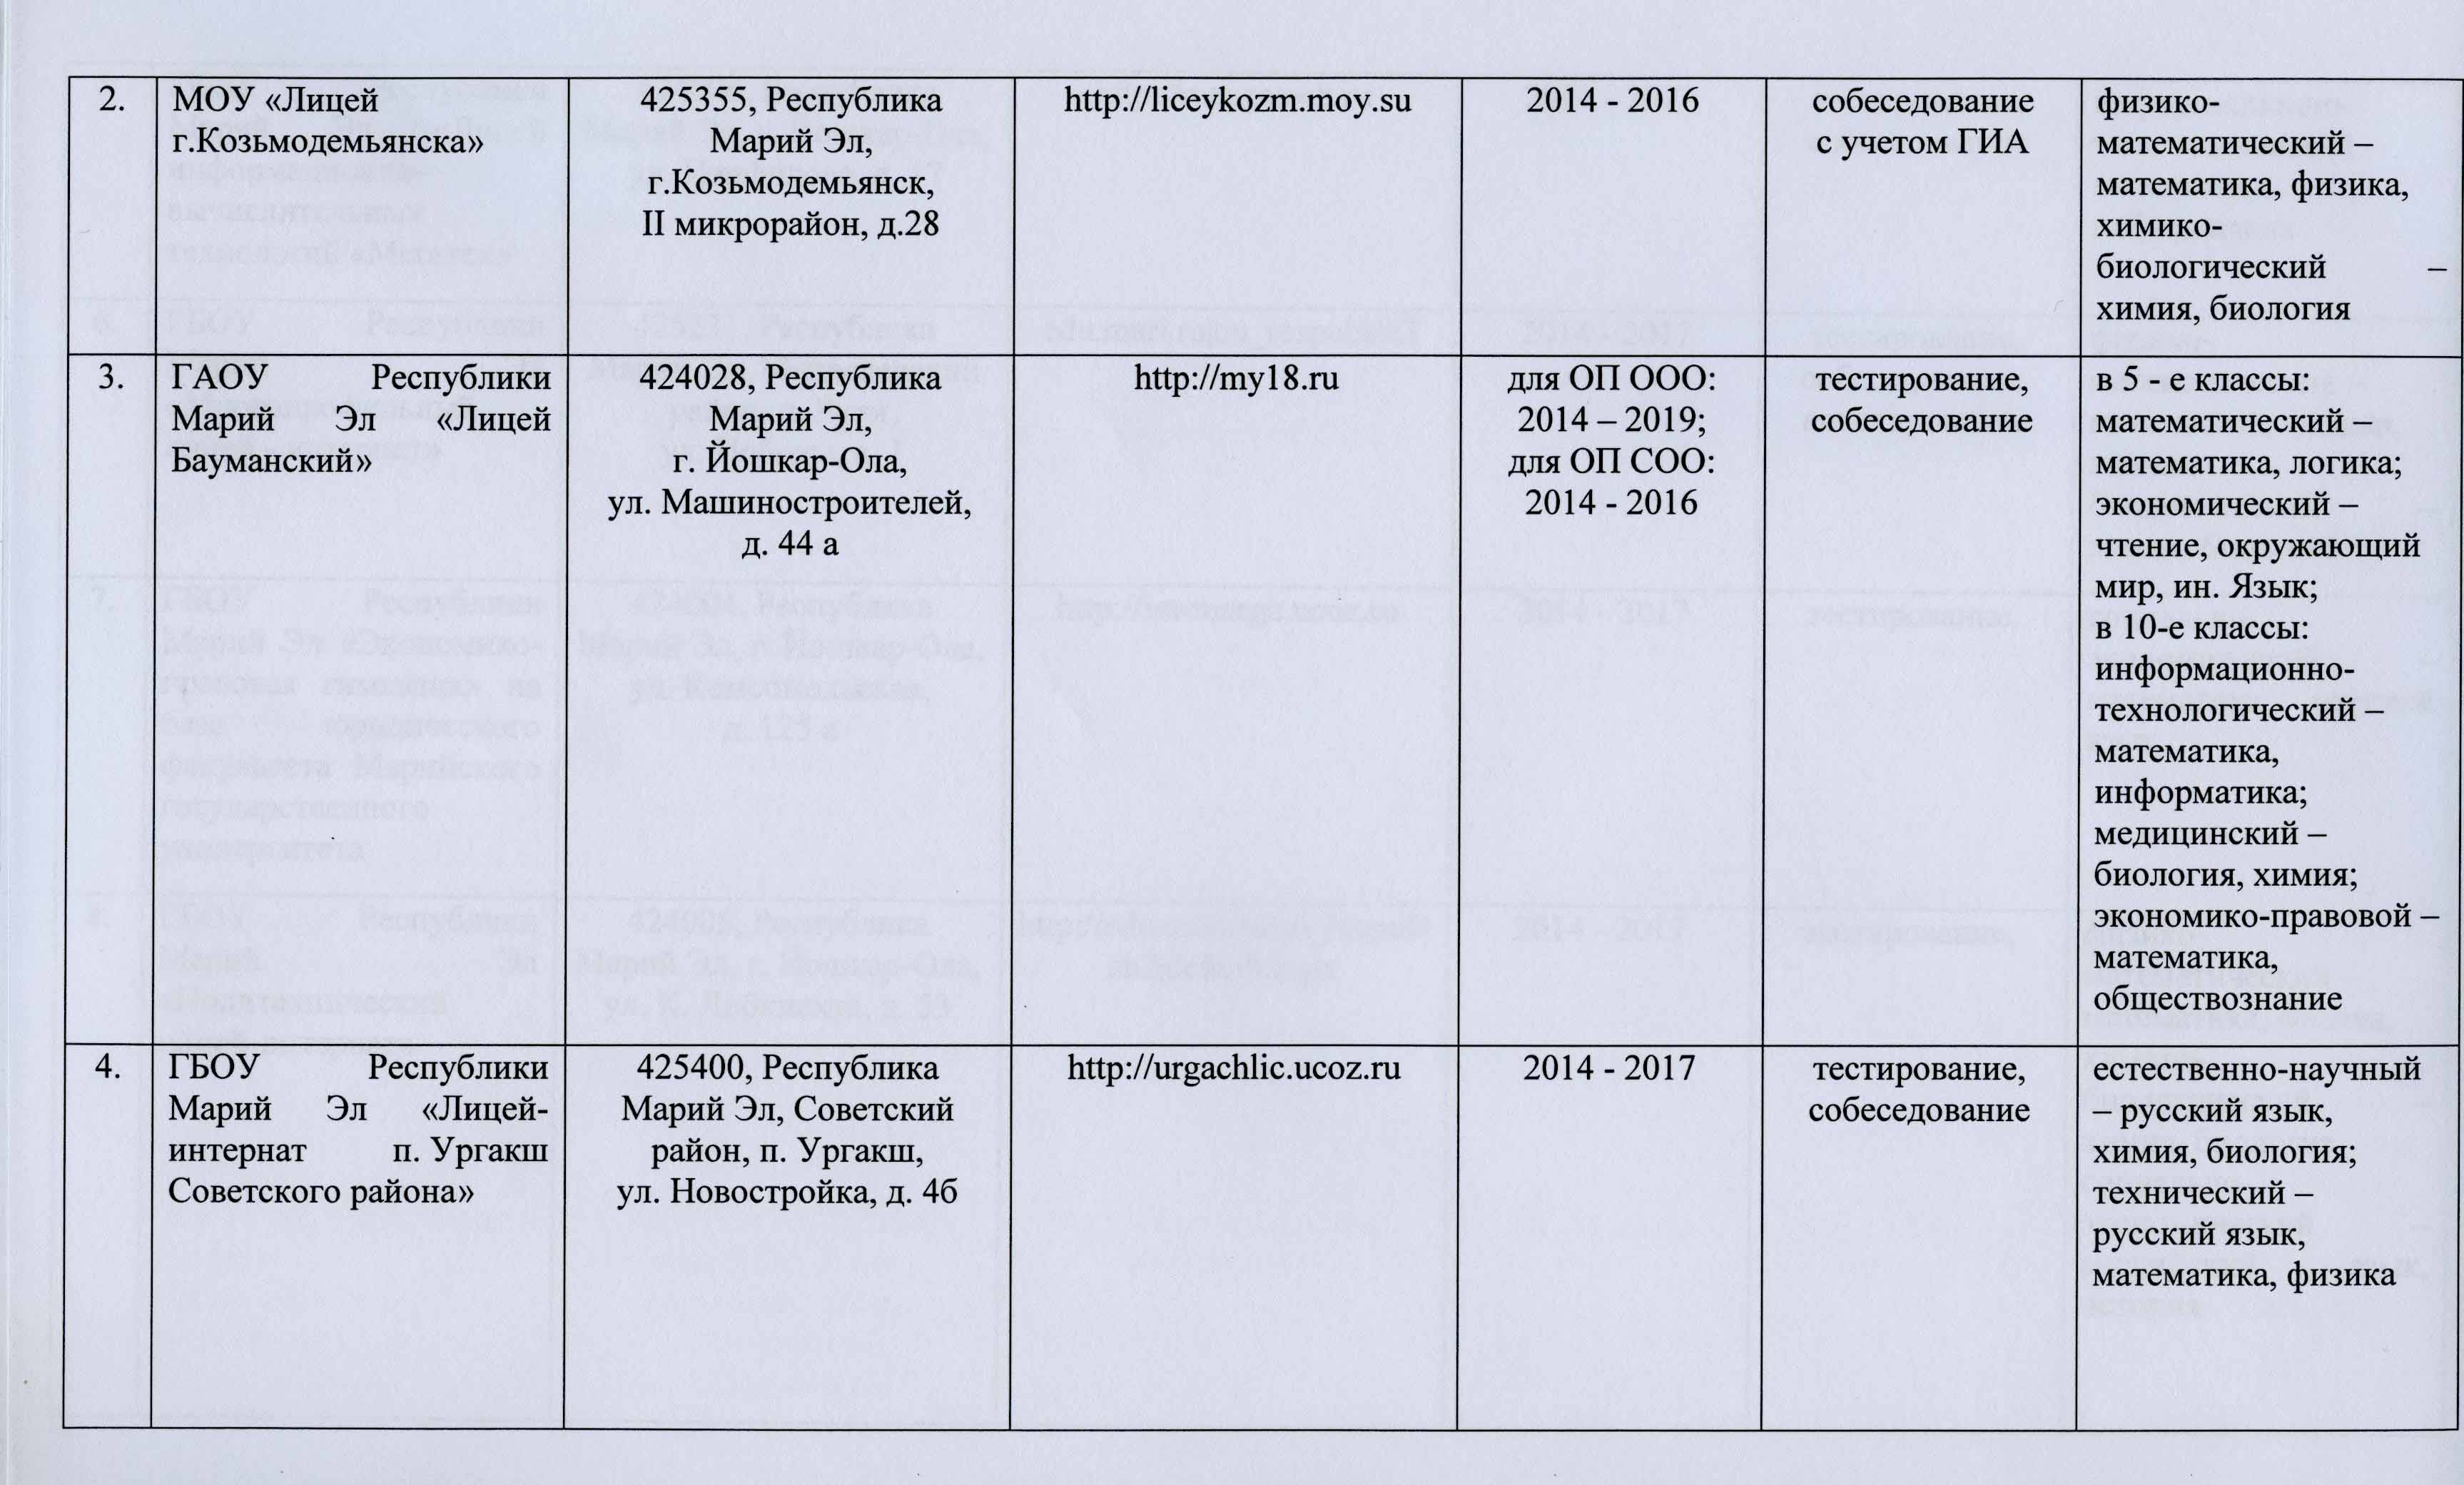 2.
МОУ «Лицей
г.Козьмодемьянска»
425355, Республика
Марий Эл,
г.Козьмодемьянск,
II микрорайон, д.28
http://liceykozm.moy.su
2014 - 2016
собеседование
с учетом ГИА
физико-
математический –
математика, физика,
химико-
биологический –
химия, биология
3.
ГАОУ Республики
Марий Эл «Лицей
Бауманский»
424028, Республика
Марий Эл,
г. Йошкар-Ола,
ул. Машиностроителей,
д. 44 а
http://my18.ru
для ОП ООО:
2014 – 2019;
для ОП СОО:
2014 - 2016
тестирование,
собеседование
в 5 - е классы:
математический –
математика, логика;
экономический –
чтение, окружающий
мир, ин. Язык;
в 10-е классы:
информационно-
технологический –
математика,
информатика;
медицинский –
биология, химия;
экономико-правовой –
математика,
обществознание
4.
ГБОУ Республики
Марий Эл «Лицей-
интернат п. Ургакш
Советского района»
425400, Республика
Марий Эл, Советский
район, п. Ургакш,
ул. Новостройка, д. 4б
http://urgachlic.ucoz.ru
2014 - 2017
тестирование,
собеседование
естественно-научный
– русский язык,
химия, биология;
технический –
русский язык,
математика, физика